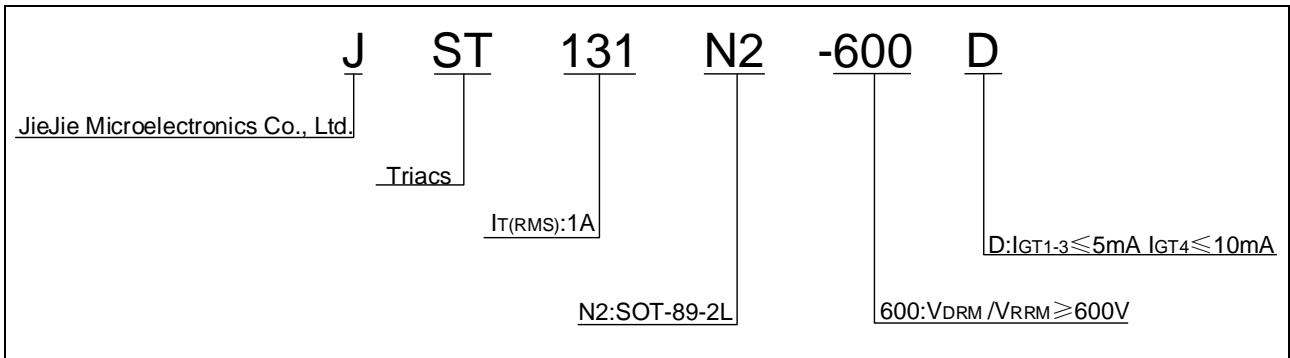 J ST 131 N2 -600 D
JieJie Microelectronics Co., Ltd.
Triacs
IT(RMS):1A
D:IGT1-3≤5mA IGT4≤10mA
N2:SOT-89-2L
600:VDRM /VRRM≥600V